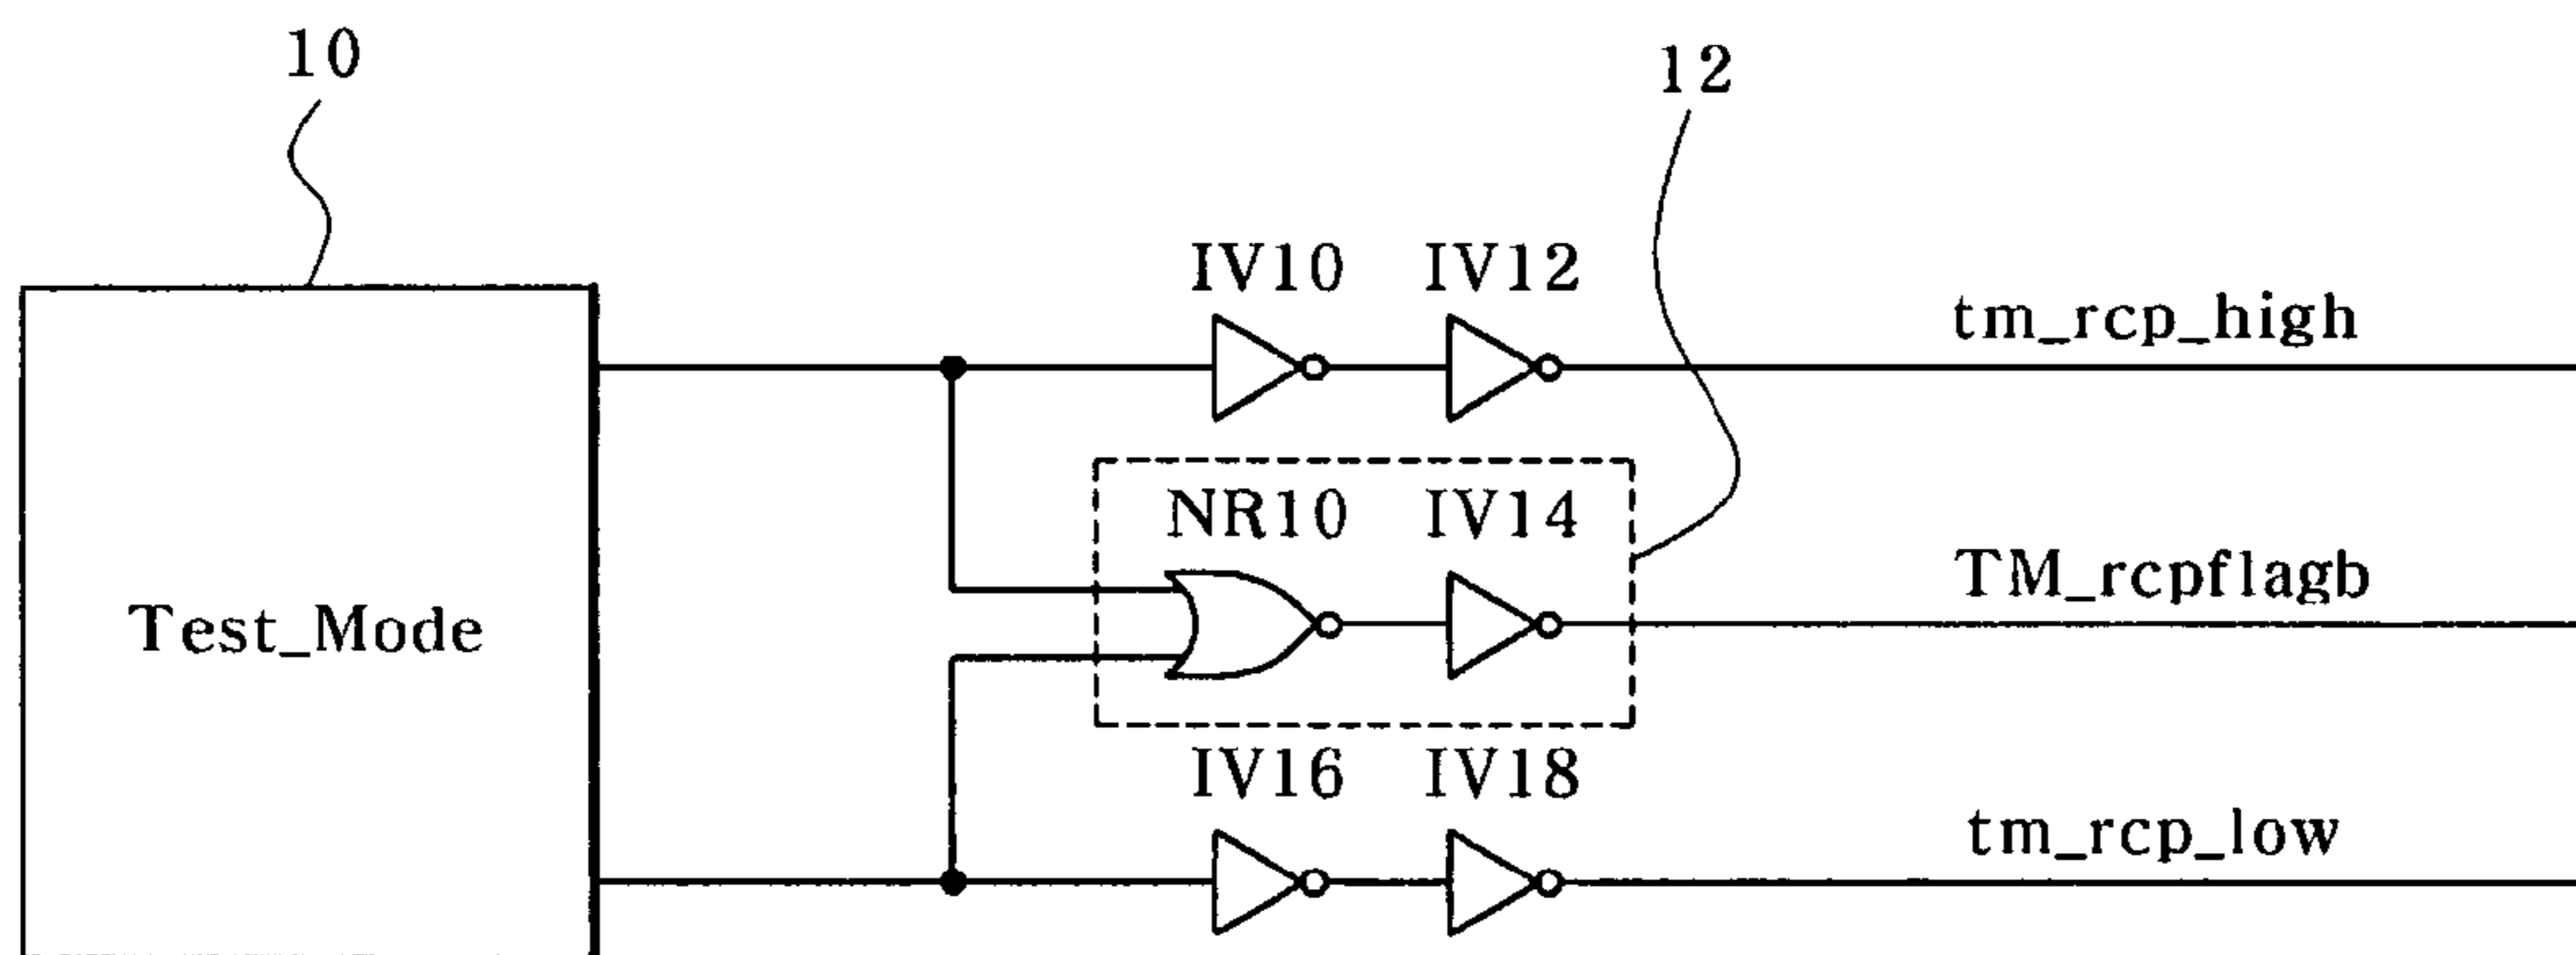 10
12
IV10 IV12
tm_rcp_high
NR10 IV14
TM_rcpflagb
Test_Mode
IV16 IV18
tm_rcp_low